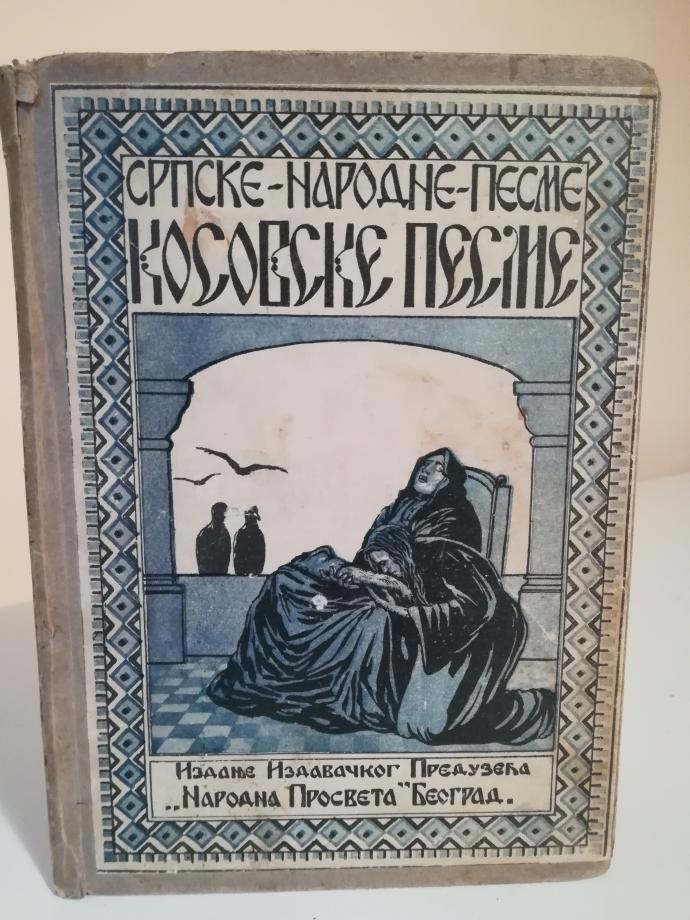 СРПСКЕ-НАРОДНЕ-ПЕСМЕ
КОСОВСКЕ ПЕСМЕ
ИЗДАЊЕ ИЗДАВАЧКОГ ПРЕДУЗЕЋА
„НАРОДНА ПРОСВЕТА" БЕОГРАД.